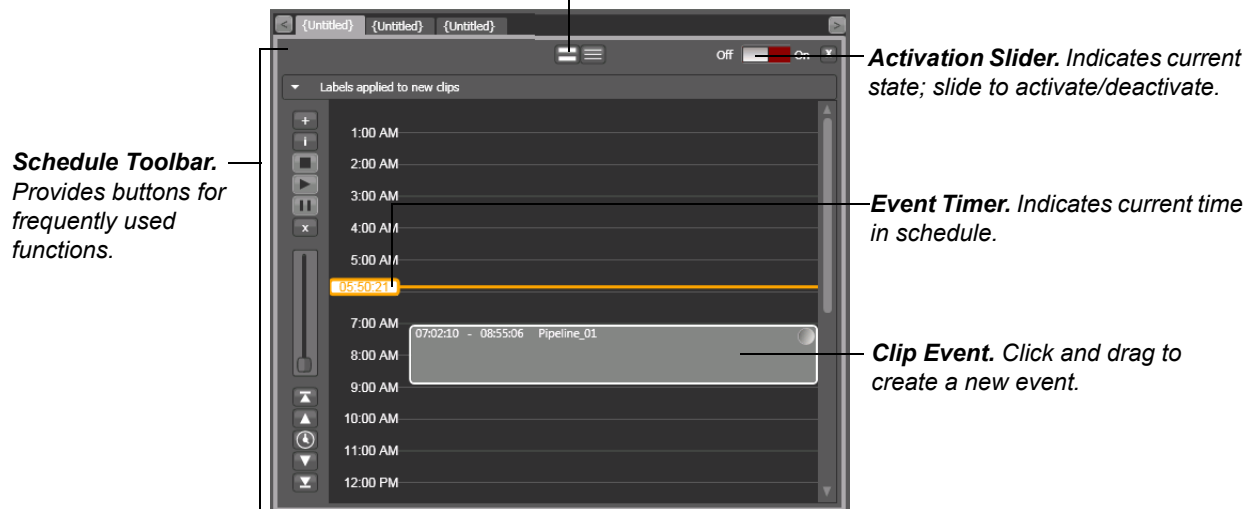 {Untitled} {Untitled} {Untitled}
Off On X
Labels applied to new clips
+
i
x
1:00 AM
2:00 AM
3:00 AM
4:00 AM
5:00 AM
05:50:21
7:00 AM
07:02:10 - 08:55:06 Pipeline_01
8:00 AM
9:00 AM
10:00 AM
11:00 AM
12:00 PM
Schedule Toolbar.
Provides buttons for
frequently used
functions.
Activation Slider. Indicates current
state; slide to activate/deactivate.
Event Timer. Indicates current time
in schedule.
Clip Event. Click and drag to
create a new event.